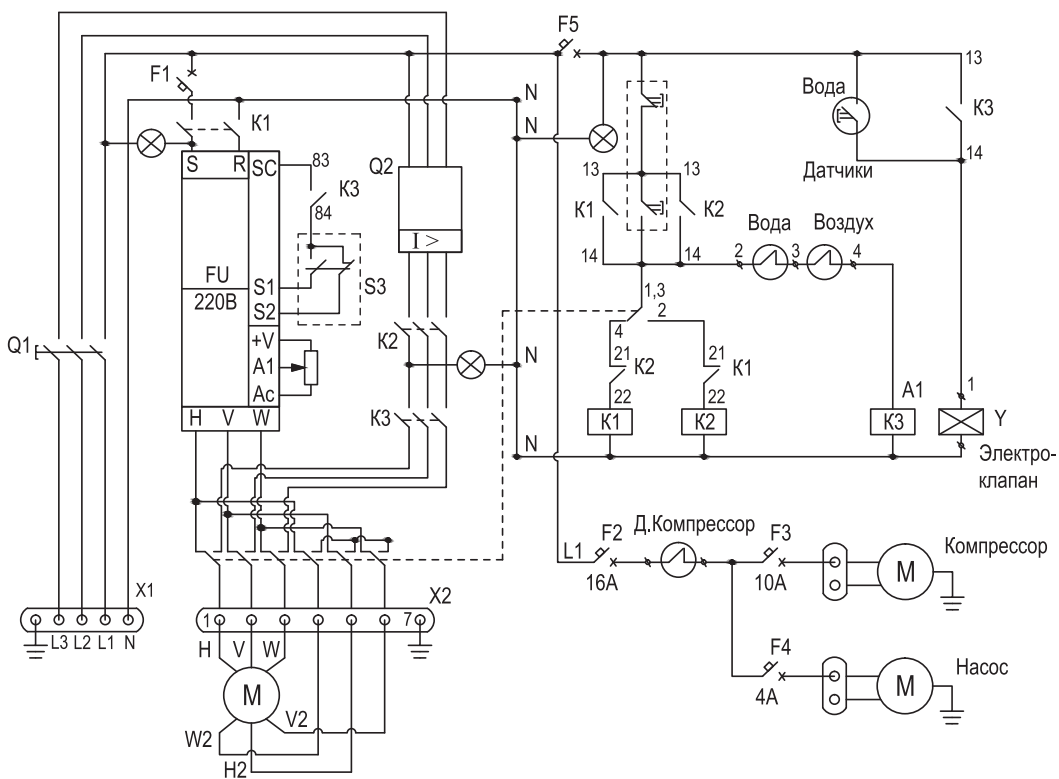 F5
F1
N
13
K1
N
Вода
K3
S R
SC
83
Q2
14
K3
13
13
Датчики
84
K1
K2
I >
Вода
Воздух
FU
14
14
2
3
4
220В
S1
S3
S2
1,3
4
2
Q1
+V
K2
N
21
21
A1
K2
K1
Ac
22
22
A1
1
H V W
K3
K1
K2
K3
Y
N
Электро-
клапан
Д.Компрессор
L1
F2
F3
Компрессор
16А
10А
M
X1
X2
1
7
L3 L2 L1 N
H V W
F4
Насос
M
4А
M
V2
W2
H2